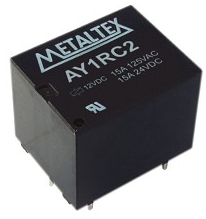 METALTEX
AY1RC2
12VDC 15A 125VAC
15A 24VDC